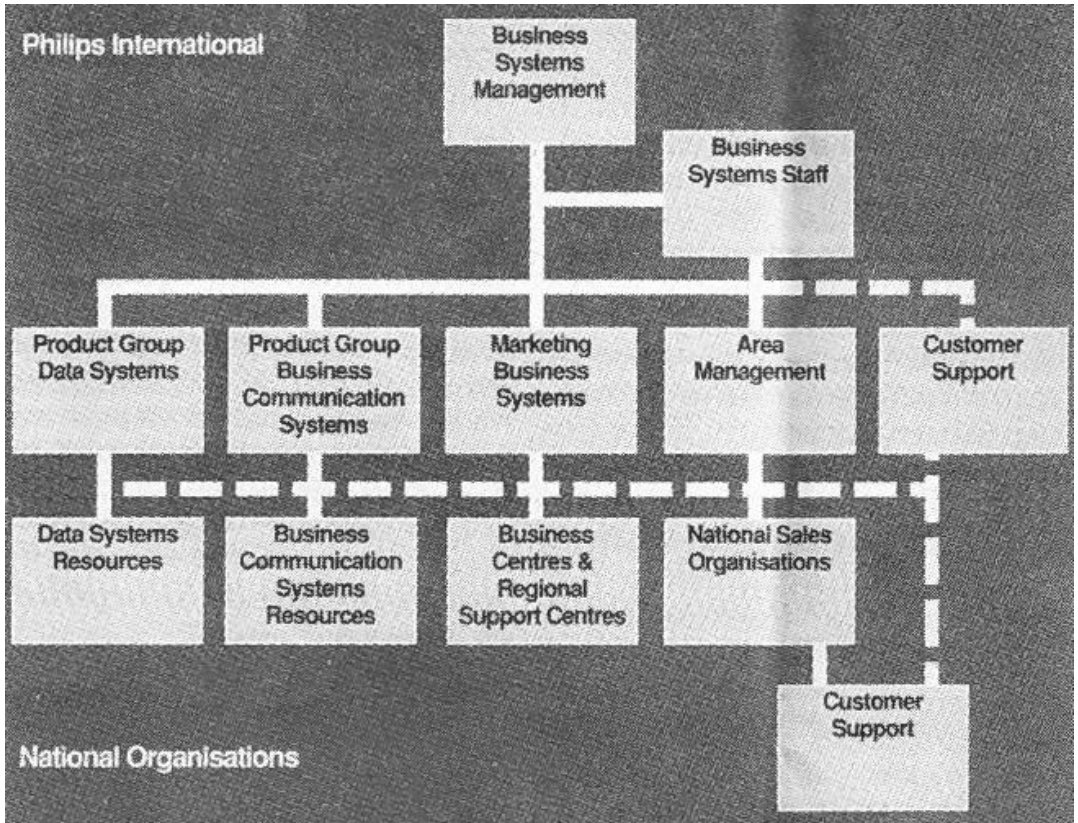 Philips International
Business
Systems
Management
Business
Systems Staff
Product Group
Data Systems
Product Group
Business
Communication
Systems
Marketing
Business
Systems
Area
Management
Customer
Support
Data Systems
Resources
Business
Communication
Systems
Resources
Business
Centres &
Regional
Support Centres
National Sales
Organisations
Customer
Support
National Organisations